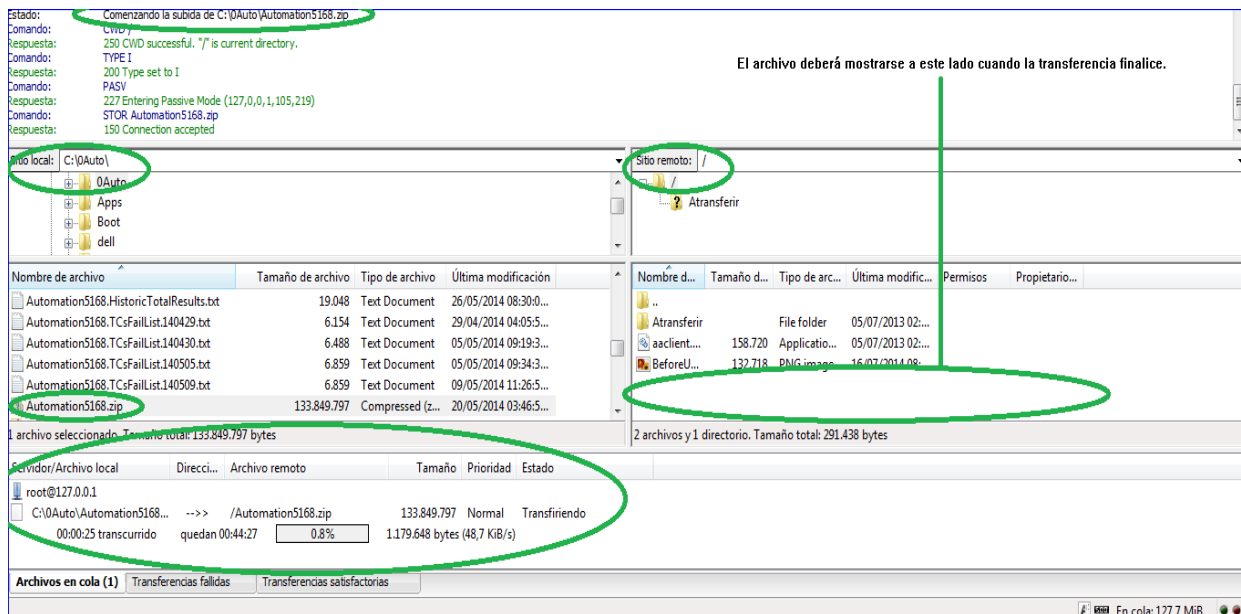 Estado: Comenzando la subida de C:\0Auto\Automation5168.zip
Comando: CWD /
Respuesta: 250 CWD successful. "/" is current directory.
Comando: TYPE I
Respuesta: 200 Type set to I
Comando: PASV
Respuesta: 227 Entering Passive Mode (127,0,0,1,105,219)
Comando: STOR Automation5168.zip
Respuesta: 150 Connection accepted
El archivo deberá mostrarse a este lado cuando la transferencia finalice.
Sitio local: C:\0Auto\
0Auto
Apps
Boot
dell
Sitio remoto: /
/
Atransferir
Nombre de archivo Tamaño de archivo Tipo de archivo Última modificación
Automation5168.HistoricTotalResults.txt 19.048 Text Document 26/05/2014 08:30:0...
Automation5168.TCsFailList.140429.txt 6.154 Text Document 29/04/2014 04:05:5...
Automation5168.TCsFailList.140430.txt 6.488 Text Document 05/05/2014 09:19:3...
Automation5168.TCsFailList.140505.txt 6.859 Text Document 05/05/2014 09:34:3...
Automation5168.TCsFailList.140509.txt 6.859 Text Document 09/05/2014 11:26:5...
Automation5168.zip 133.849.797 Compressed (z... 20/05/2014 03:46:5...
1 archivo seleccionado. Tamaño total: 133.849.797 bytes
Nombre d... Tamaño d... Tipo de arc... Última modific... Permisos Propietario...
..
Atransferir File folder 05/07/2013 02:...
aaclient.... 158.720 Applicatio... 05/07/2013 02:...
BeforeU... 132.718 PNG image 16/07/2014 08:...
2 archivos y 1 directorio. Tamaño total: 291.438 bytes
Servidor/Archivo local Direcci... Archivo remoto Tamaño Prioridad Estado
root@127.0.0.1
C:\0Auto\Automation5168... -->> /Automation5168.zip 133.849.797 Normal Transfiriendo
00:00:25 transcurrido quedan 00:44:27 0.8% 1.179.648 bytes (48,7 KiB/s)
Archivos en cola (1) Transferencias fallidas Transferencias satisfactorias
En cola: 127,7 MiB